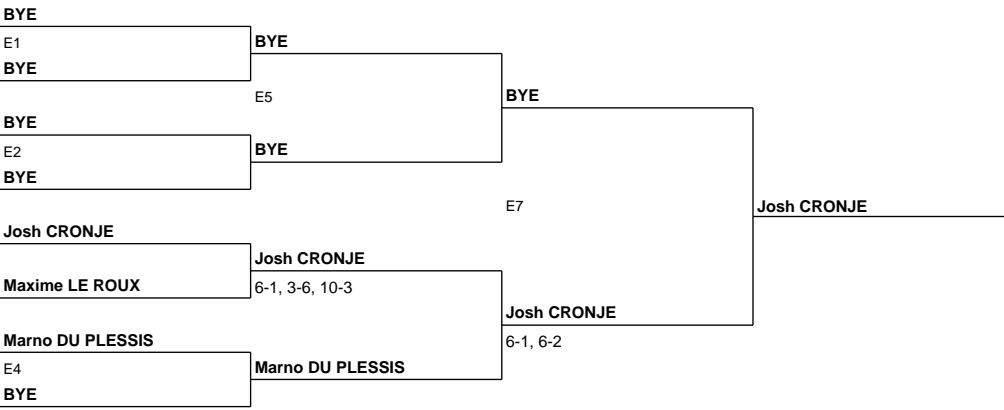 BYE
E1
BYE
BYE
E5
BYE
BYE
E2
BYE
BYE
E7
Josh CRONJE
Josh CRONJE
Josh CRONJE
Maxime LE ROUX
6-1, 3-6, 10-3
Josh CRONJE
6-1, 6-2
Marno DU PLESSIS
E4
Marno DU PLESSIS
BYE